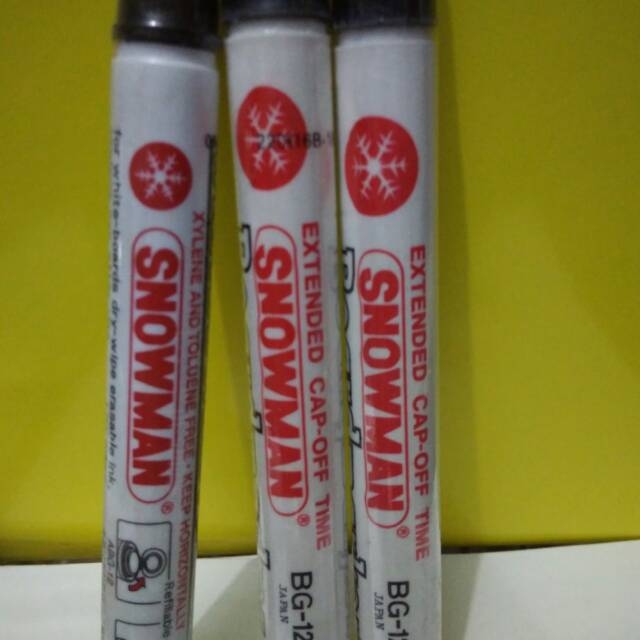 for white-boards dry-wipe erasable ink.
SNOWMAN®
XYLENE AND TOLUENE FREE · KEEP HORIZONTALLY
Refillable
EXTENDED CAP-OFF TIME
SNOWMAN®
BG-12
JAPAN
EXTENDED CAP-OFF TIME
SNOWMAN®
JAPAN